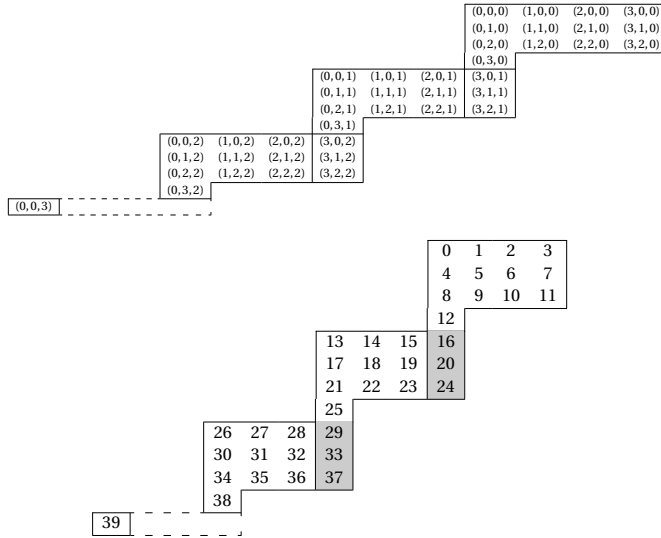 (0,0,0) (1,0,0) (2,0,0) (3,0,0)
(0,1,0) (1,1,0) (2,1,0) (3,1,0)
(0,2,0) (1,2,0) (2,2,0) (3,2,0)
(0,3,0)
(0,0,1) (1,0,1) (2,0,1) (3,0,1)
(0,1,1) (1,1,1) (2,1,1) (3,1,1)
(0,2,1) (1,2,1) (2,2,1) (3,2,1)
(0,3,1)
(0,0,2) (1,0,2) (2,0,2) (3,0,2)
(0,1,2) (1,1,2) (2,1,2) (3,1,2)
(0,2,2) (1,2,2) (2,2,2) (3,2,2)
(0,3,2)
(0,0,3)
0 1 2 3
4 5 6 7
8 9 10 11
12
13 14 15 16
17 18 19 20
21 22 23 24
25
26 27 28 29
30 31 32 33
34 35 36 37
38
39